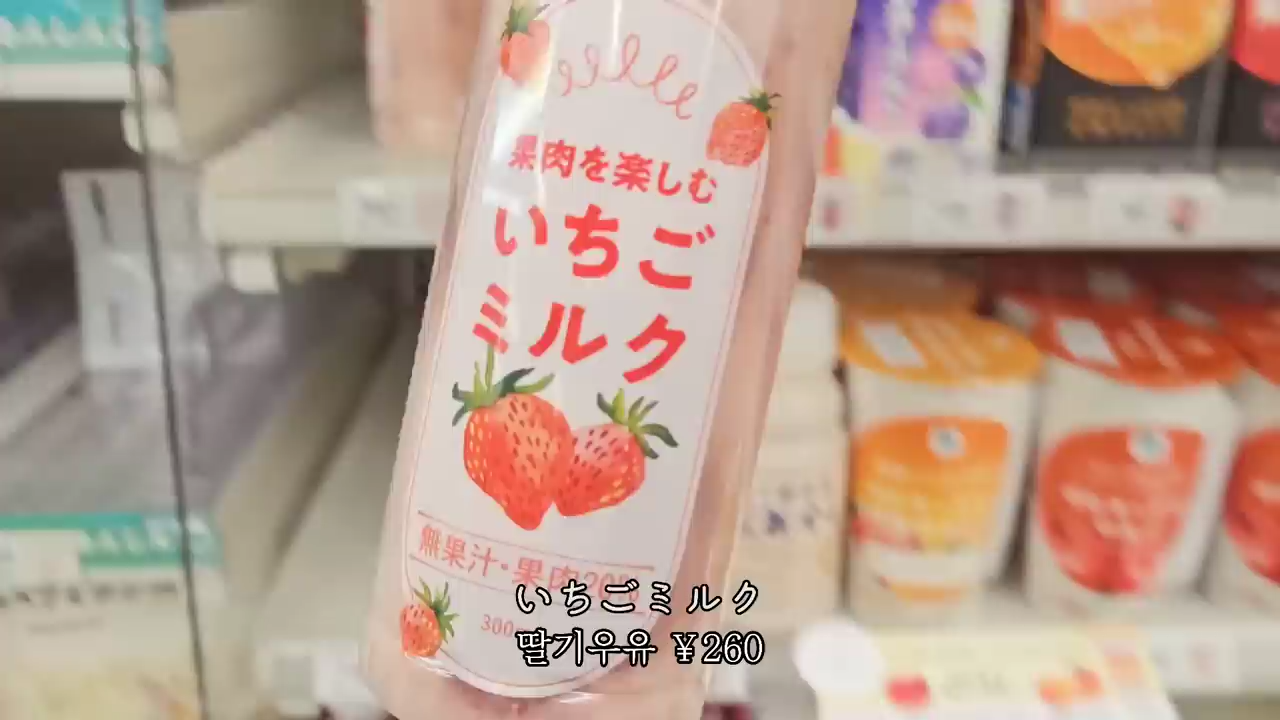 果肉を楽しむ
いちご
ミルク
無果汁・果肉20%
いちごミルク
딸기우유 ¥260